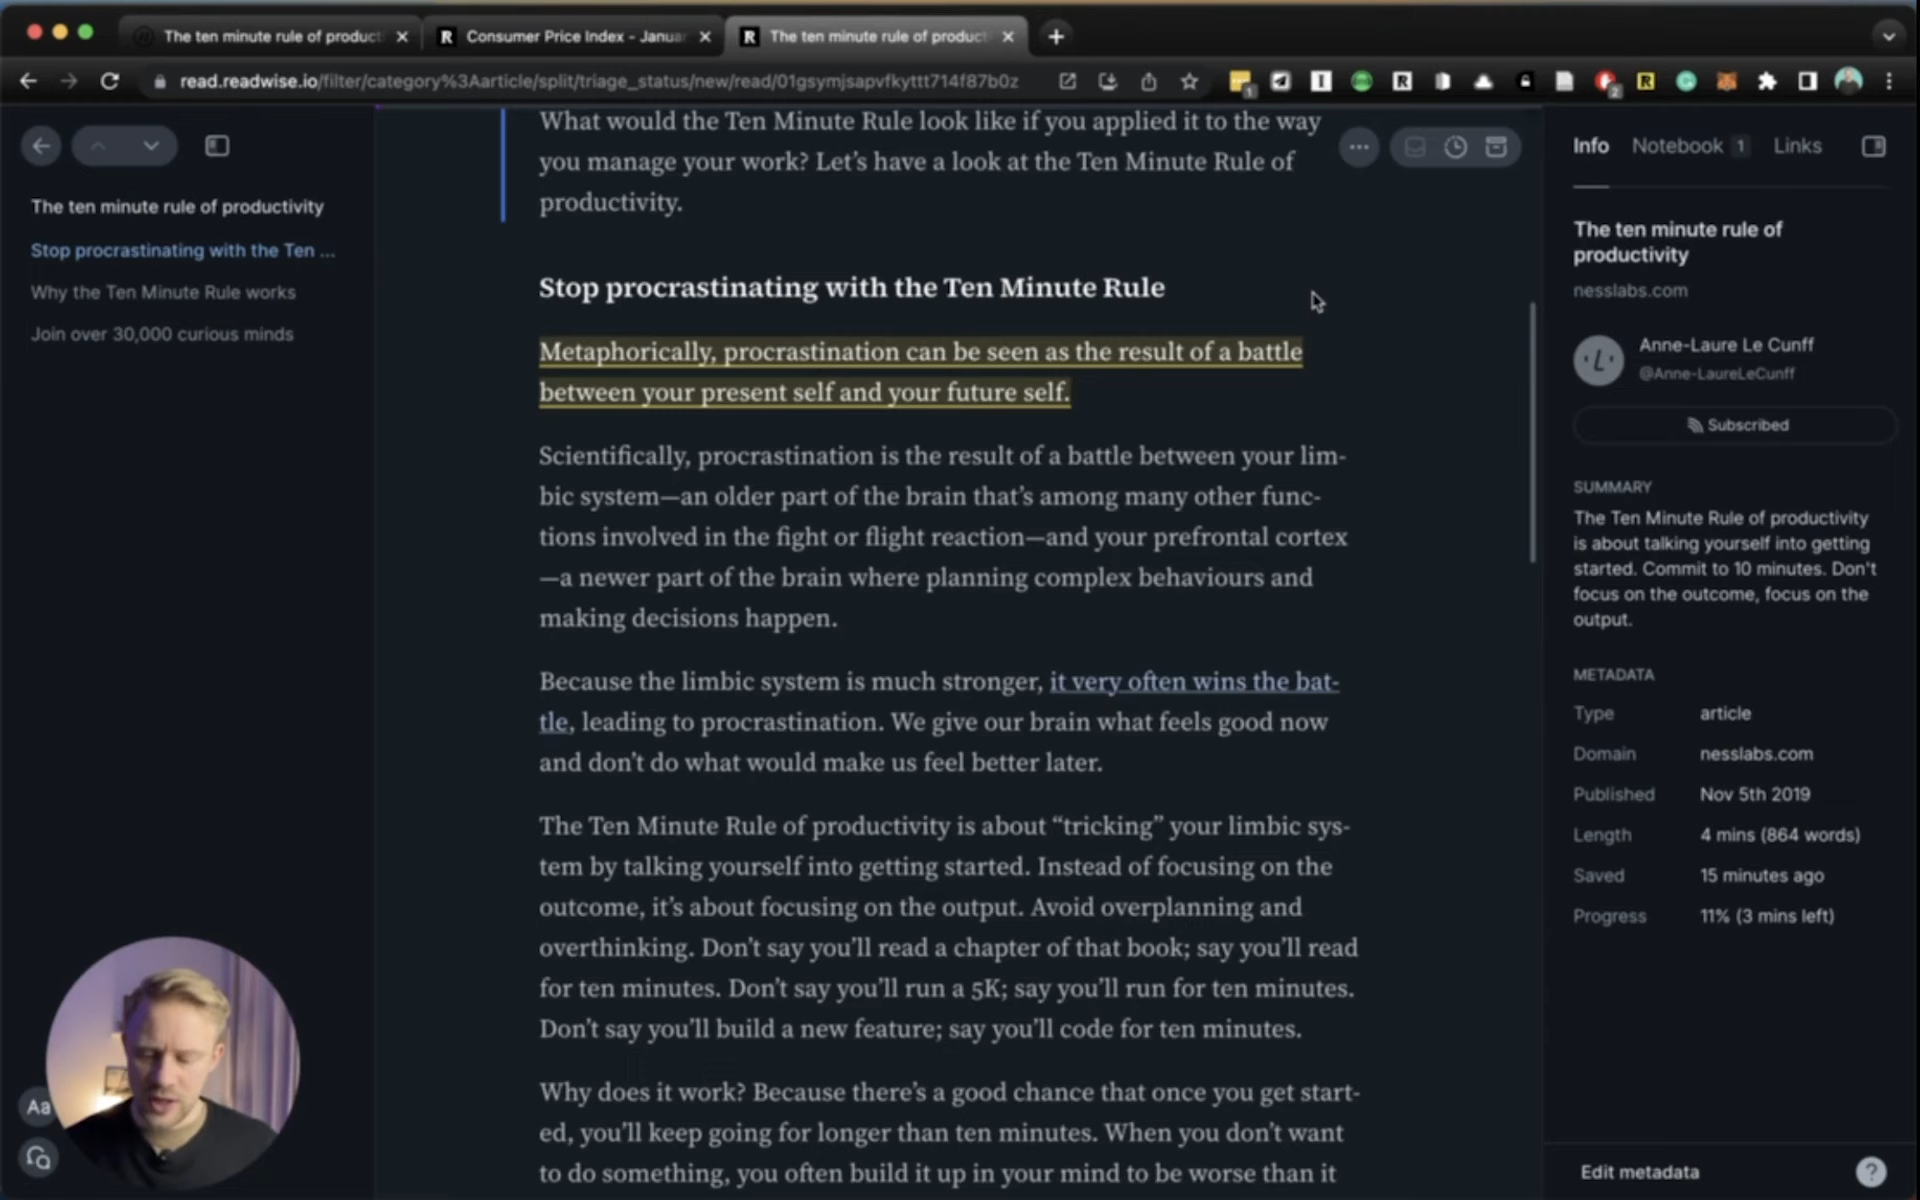 The ten minute rule of product
Consumer Price Index - Janua
The ten minute rule of product
read.readwise.io/filter/category%3Aarticle/split/triage_status/new/read/01gsymjsapvfkyttt714f87b0z
1
2
The ten minute rule of productivity
Stop procrastinating with the Ten ...
Why the Ten Minute Rule works
Join over 30,000 curious minds
What would the Ten Minute Rule look like if you applied it to the way
you manage your work? Let’s have a look at the Ten Minute Rule of
productivity.
Stop procrastinating with the Ten Minute Rule
Metaphorically, procrastination can be seen as the result of a battle
between your present self and your future self.
Scientifically, procrastination is the result of a battle between your lim-
bic system—an older part of the brain that’s among many other func-
tions involved in the fight or flight reaction—and your prefrontal cortex
—a newer part of the brain where planning complex behaviours and
making decisions happen.
Because the limbic system is much stronger, it very often wins the bat-
tle, leading to procrastination. We give our brain what feels good now
and don’t do what would make us feel better later.
The Ten Minute Rule of productivity is about “tricking” your limbic sys-
tem by talking yourself into getting started. Instead of focusing on the
outcome, it’s about focusing on the output. Avoid overplanning and
overthinking. Don’t say you’ll read a chapter of that book; say you’ll read
for ten minutes. Don’t say you’ll run a 5K; say you’ll run for ten minutes.
Don’t say you’ll build a new feature; say you’ll code for ten minutes.
Why does it work? Because there’s a good chance that once you get start-
ed, you’ll keep going for longer than ten minutes. When you don’t want
to do something, you often build it up in your mind to be worse than it
Info Notebook 1 Links
The ten minute rule of
productivity
nesslabs.com
L
Anne-Laure Le Cunff
@Anne-LaureLeCunff
Subscribed
SUMMARY
The Ten Minute Rule of productivity
is about talking yourself into getting
started. Commit to 10 minutes. Don't
focus on the outcome, focus on the
output.
METADATA
Type article
Domain nesslabs.com
Published Nov 5th 2019
Length 4 mins (864 words)
Saved 15 minutes ago
Progress 11% (3 mins left)
Edit metadata
?
Aa